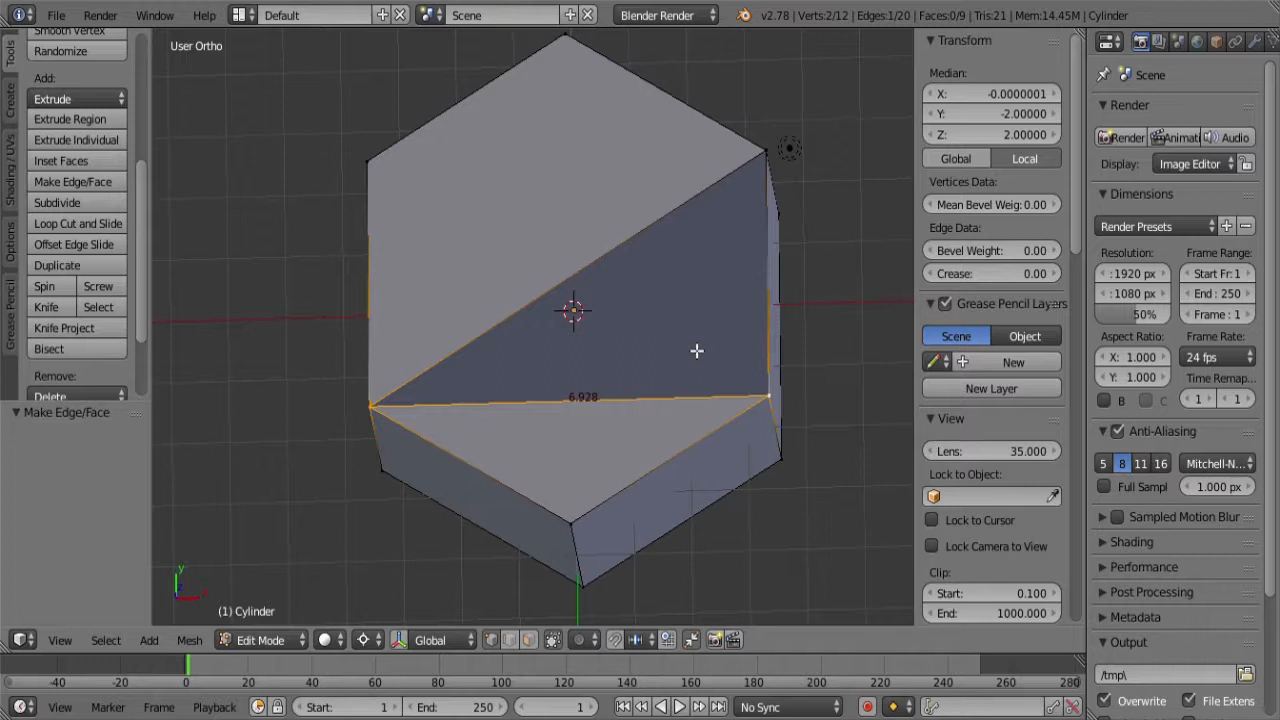 File Render Window Help Default Scene Blender Render v2.78 | Verts:2/12 | Edges:1/20 | Faces:0/9 | Tris:21 | Mem:14.45M | Cylinder
Tools
Create
Shading / UVs
Options
Grease Pencil
Smooth Vertex
Randomize
Add:
Extrude
Extrude Region
Extrude Individual
Inset Faces
Make Edge/Face
Subdivide
Loop Cut and Slide
Offset Edge Slide
Duplicate
Spin Screw
Knife Select
Knife Project
Bisect
Remove:
Delete
Make Edge/Face
User Ortho
6.928
y
(1) Cylinder
Transform
Median:
X: -0.0000001
Y: -2.00000
Z: 2.00000
Global Local
Vertices Data:
Mean Bevel Weig: 0.00
Edge Data:
Bevel Weight: 0.00
Crease: 0.00
Grease Pencil Layers
Scene Object
New
New Layer
View
Lens: 35.000
Lock to Object:
Lock to Cursor
Lock Camera to View
Clip:
Start: 0.100
End: 1000.000
Scene
Render
Render Animati Audio
Display: Image Editor
Dimensions
Render Presets
Resolution: Frame Range:
: 1920 px Start Fr: 1
: 1080 px End : 250
50% Frame : 1
Aspect Ratio: Frame Rate:
X: 1.000 24 fps
Y: 1.000 Time Remap...
B C 1 1
Anti-Aliasing
5 8 11 16 Mitchell-N...
Full Sampl 1.000 px
Sampled Motion Blur
Shading
Performance
Post Processing
Metadata
Output
/tmp\
Overwrite File Extens
View Select Add Mesh Edit Mode Global
-40 -20 0 20 40 60 80 100 120 140 160 180 200 220 240 260 280
View Marker Frame Playback Start: 1 End: 250 1 No Sync